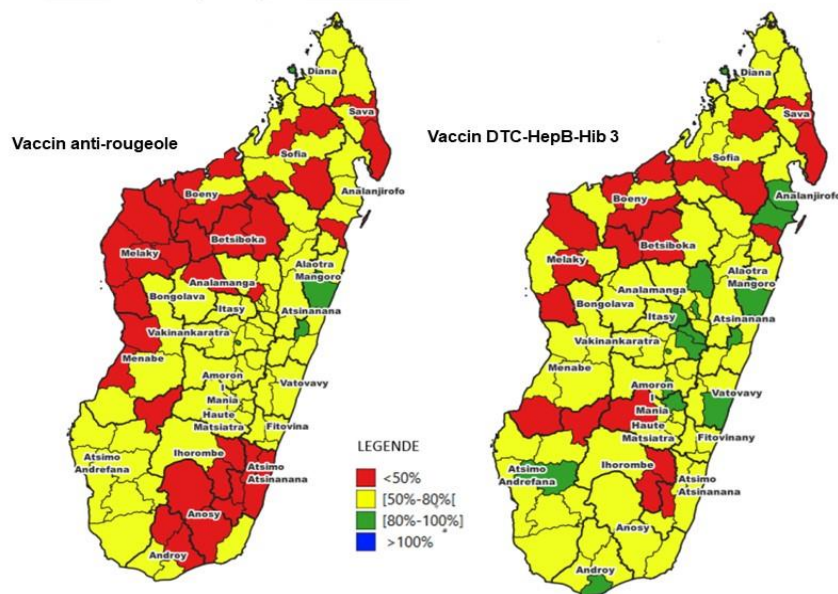 Vaccin anti-rougeole
Diana
Sava
Sofia
Boeny
Betsiboka
Melaky
Analamanga
Bongolava
Itasy
Alaotra
Mangoro
Atsinanana
Vakinankaratra
Menabe
Amoron
I
Mania
Haute
Matsiatra
Vatovavy
Fitovina
Ihorombe
Atsimo
Andrefana
Atsimo
Atsinanana
Anosy
Androy
Analanjirofo
LEGENDE
<50%
[50%-80%[
[80%-100%]
>100%
Vaccin DTC-HepB-Hib 3
Diana
Sava
Sofia
Analanjirofo
Boeny
Betsiboka
Melaky
Alaotra
Mangoro
Analamanga
Bongolava
Itasy
Atsinanana
Vakinankaratra
Menabe
Amoron
I
Mania
Vatovavy
Haute
Matsiatra
Fitovinany
Ihorombe
Atsimo
Andrefana
Atsimo
Atsinanana
Anosy
Androy